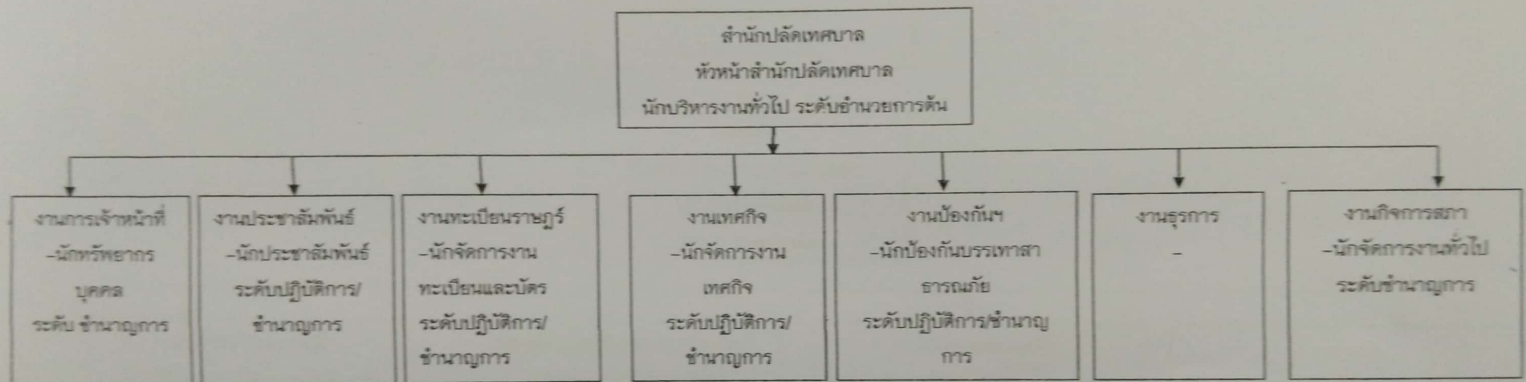 สำนักปลัดเทศบาล
หัวหน้าสำนักปลัดเทศบาล
นักบริหารงานทั่วไป ระดับอำนวยการต้น
งานการเจ้าหน้าที่
-นักทรัพยากร
บุคคล
ระดับ ชำนาญการ
งานประชาสัมพันธ์
-นักประชาสัมพันธ์
ระดับปฏิบัติการ/
ชำนาญการ
งานทะเบียนราษฎร์
-นักจัดการงาน
ทะเบียนและบัตร
ระดับปฏิบัติการ/
ชำนาญการ
งานเทศกิจ
-นักจัดการงาน
เทศกิจ
ระดับปฏิบัติการ/
ชำนาญการ
งานป้องกันฯ
-นักป้องกันบรรเทาสา
ธารณภัย
ระดับปฏิบัติการ/ชำนาญ
การ
งานธุรการ
-
งานกิจการสภา
-นักจัดการงานทั่วไป
ระดับชำนาญการ